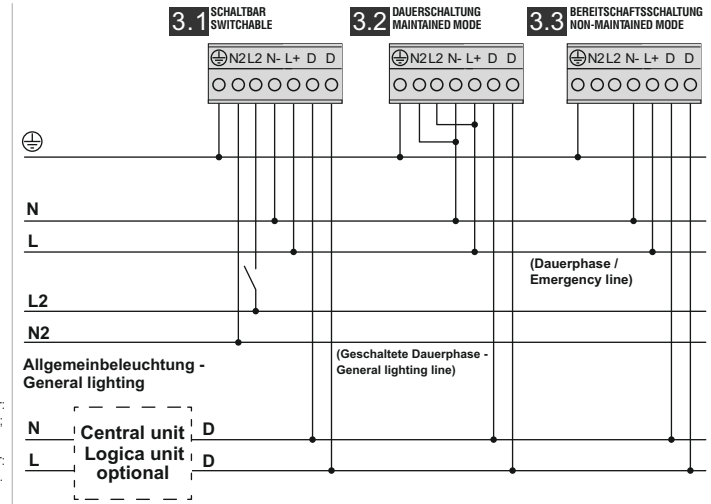 3.1 SCHALTBAR
SWITCHABLE
3.2 DAUERSCHALTUNG
MAINTAINED MODE
3.3 BEREITSCHAFTSSCHALTUNG
NON-MAINTAINED MODE
N2 L2 N- L+ D D
N2 L2 N- L+ D D
N2 L2 N- L+ D D
N
L
(Dauerphase /
Emergency line)
L2
N2
Allgemeinbeleuchtung -
General lighting
(Geschaltete Dauerphase -
General lighting line)
N
Central unit
D
Logica unit
L
D
optional